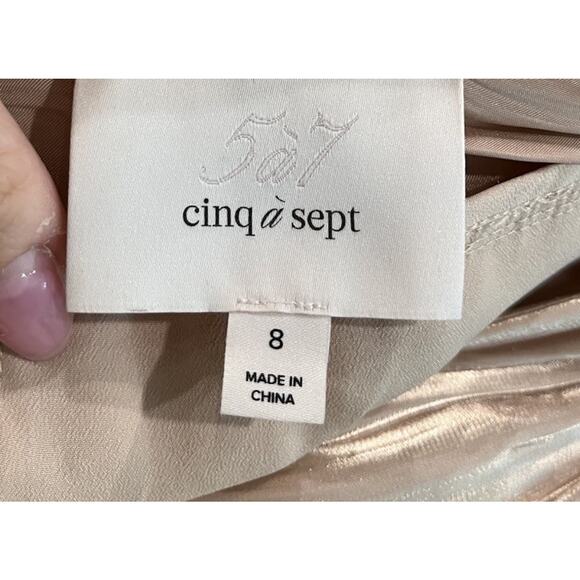 5à7
cinq à sept
8
MADE IN
CHINA